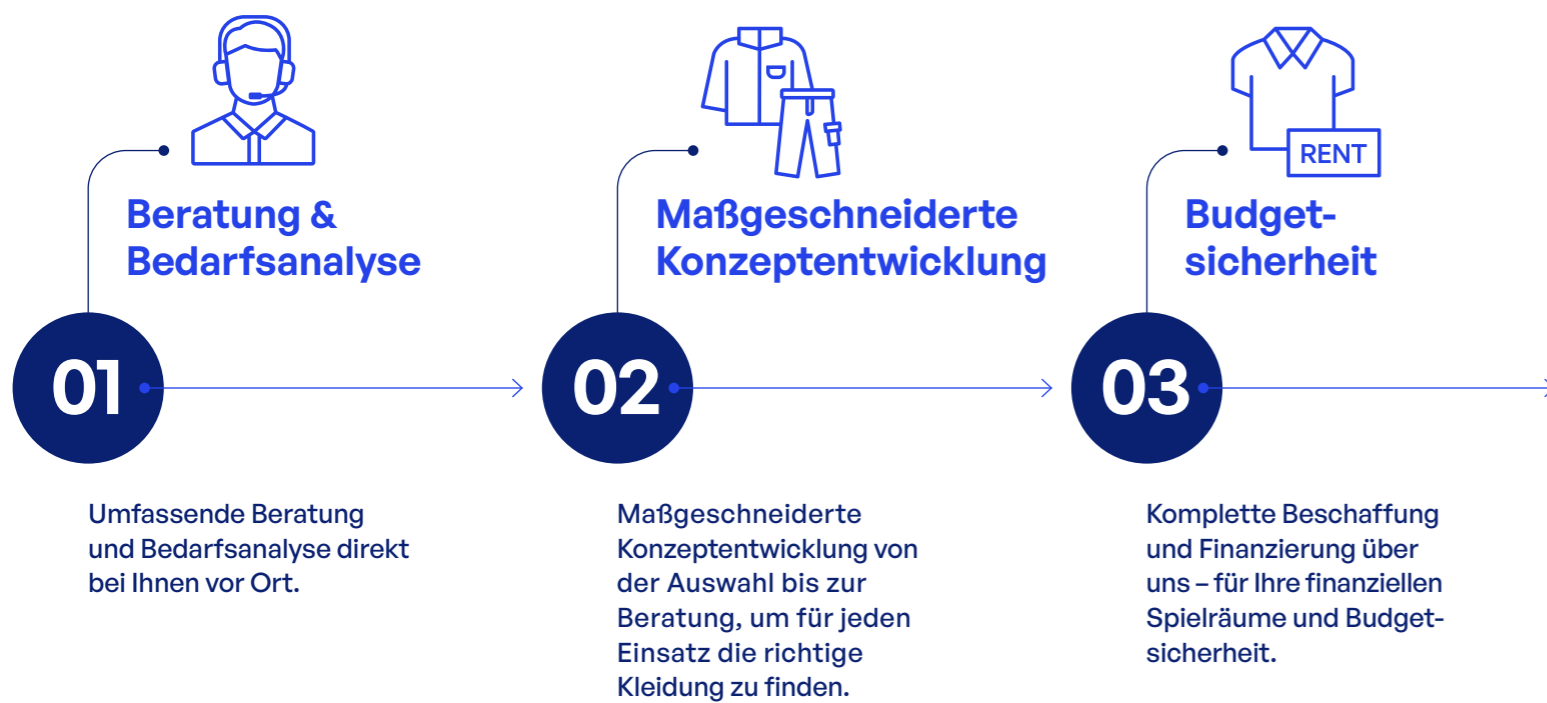 RENT
Beratung &
Bedarfsanalyse
01
Umfassende Beratung
und Bedarfsanalyse direkt
bei Ihnen vor Ort.
Maßgeschneiderte
Konzeptentwicklung
02
Maßgeschneiderte
Konzeptentwicklung von
der Auswahl bis zur
Beratung, um für jeden
Einsatz die richtige
Kleidung zu finden.
Budget-
sicherheit
03
Komplette Beschaffung
und Finanzierung über
uns – für Ihre finanziellen
Spielräume und Budget-
sicherheit.